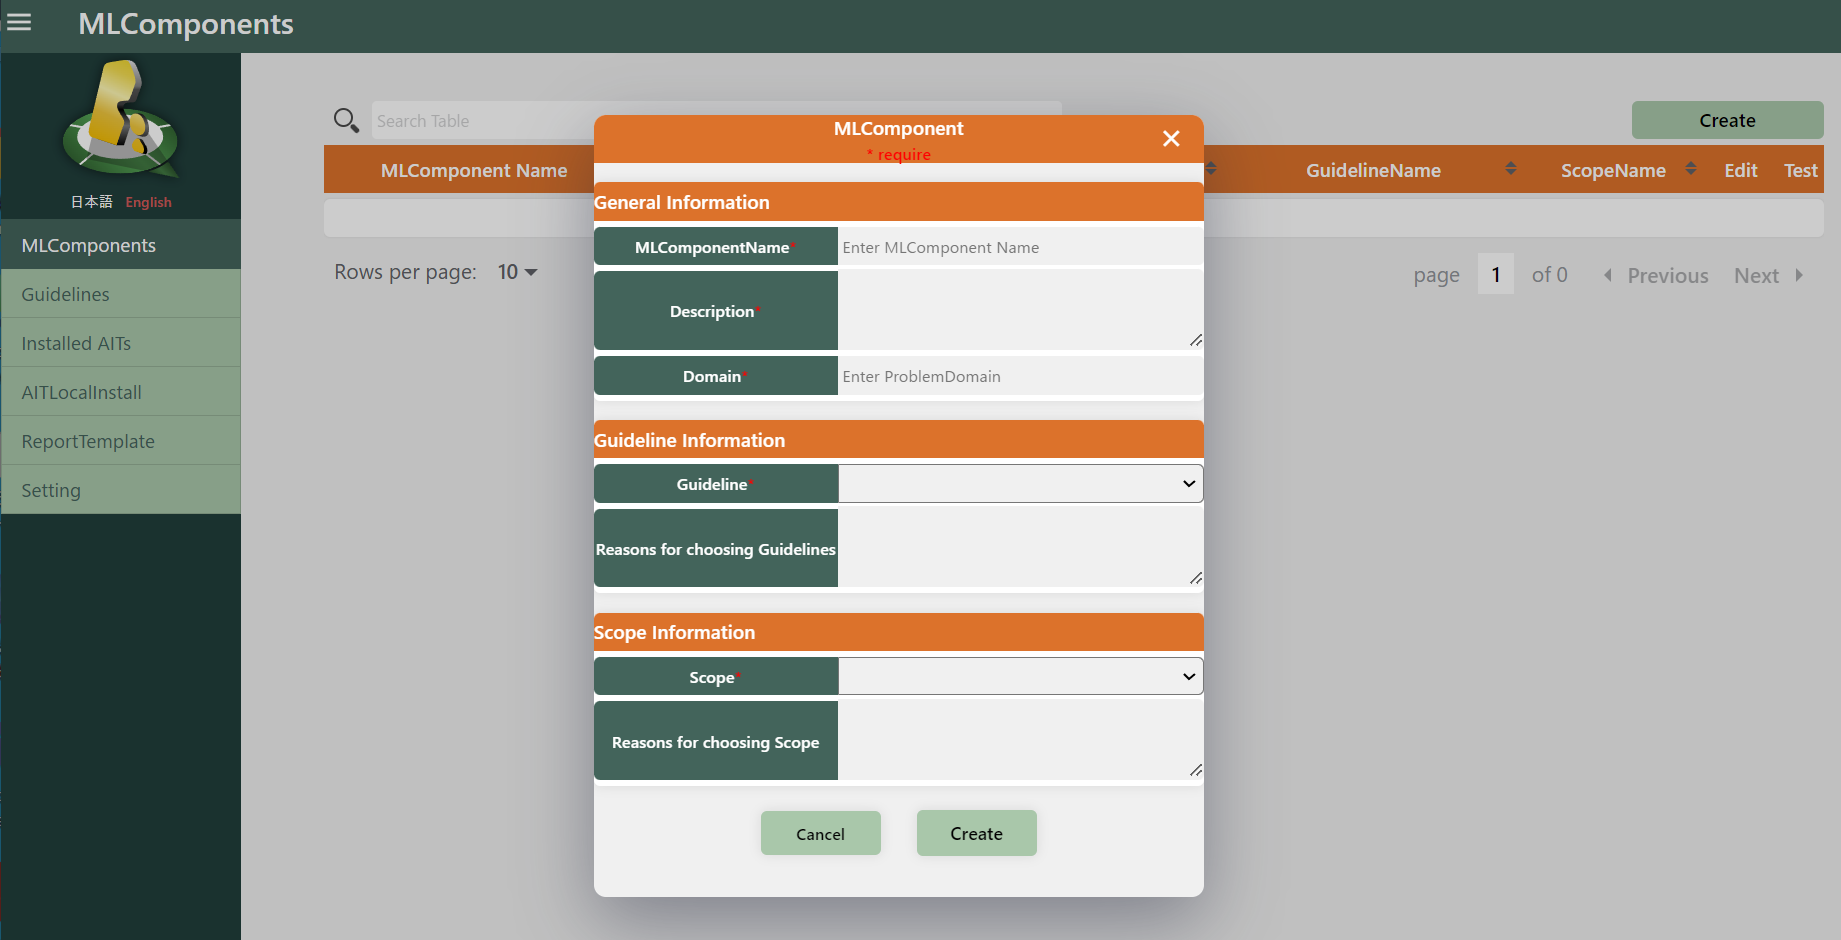 MLComponents
日本語 English
MLComponents
Guidelines
Installed AITs
AITLocalInstall
ReportTemplate
Setting
Search Table
Create
MLComponent Name GuidelineName ScopeName Edit Test
Rows per page: 10
page 1 of 0 Previous Next
MLComponent
* require
General Information
MLComponentName* Enter MLComponent Name
Description*
Domain* Enter ProblemDomain
Guideline Information
Guideline*
Reasons for choosing Guidelines
Scope Information
Scope*
Reasons for choosing Scope
Cancel Create